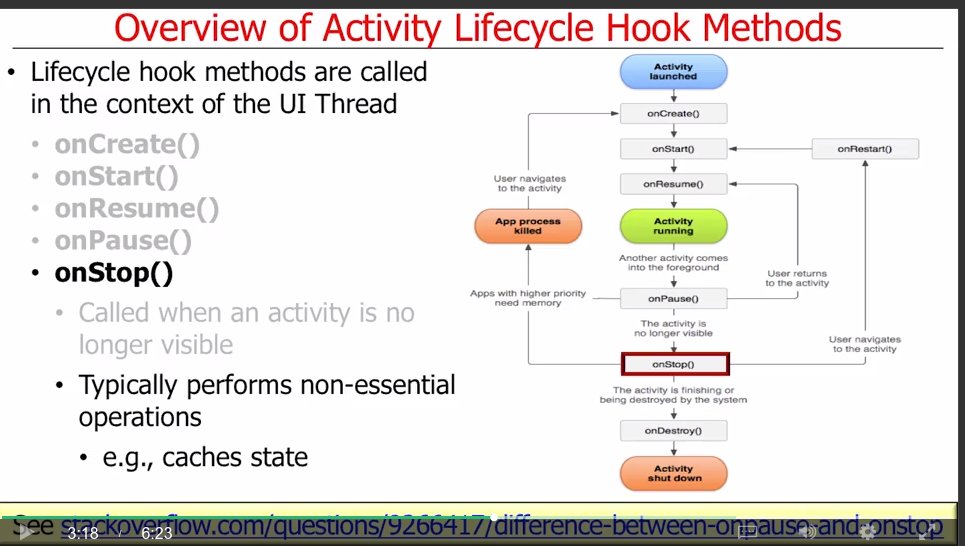 Overview of Activity Lifecycle Hook Methods
• Lifecycle hook methods are called
in the context of the UI Thread
• onCreate()
• onStart()
• onResume()
• onPause()
• onStop()
• Called when an activity is no
longer visible
• Typically performs non-essential
operations
• e.g., caches state
Activity
launched
onCreate()
onStart()
onRestart()
User navigates
to the activity
onResume()
App process
killed
Activity
running
Another activity comes
into the foreground
User returns
to the activity
Apps with higher priority
need memory
onPause()
The activity is
no longer visible
User navigates
to the activity
onStop()
The activity is finishing or
being destroyed by the system
onDestroy()
Activity
shut down
See stackoverflow.com/questions/9266417/difference-between-onpause-and-onstop
3:18 / 6:23